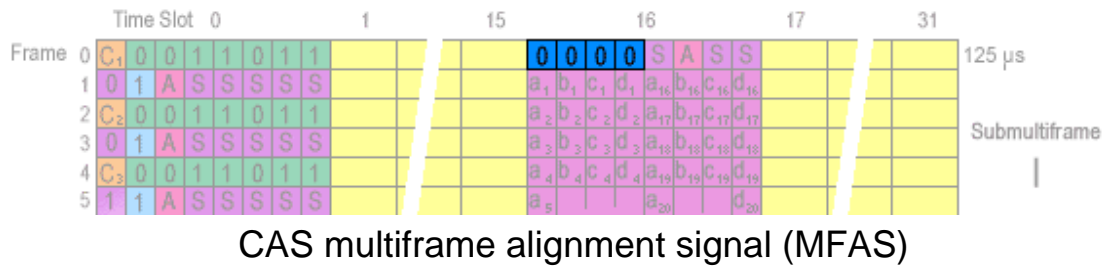 Time Slot 0 1 15 16 17 31
Frame 0 C₁ 0 0 1 1 0 1 1 0 0 0 0 S A S S 125 μs
1 0 1 A S S S S S a₁ b₁ c₁ d₁ a₁₆ b₁₆ c₁₆ d₁₆
2 C₂ 0 0 1 1 0 1 1 a₂ b₂ c₂ d₂ a₁₇ b₁₇ c₁₇ d₁₇
3 0 1 A S S S S S a₃ b₃ c₃ d₃ a₁₈ b₁₈ c₁₈ d₁₈
Submultiframe
4 C₃ 0 0 1 1 0 1 1 a₄ b₄ c₄ d₄ a₁₉ b₁₉ c₁₉ d₁₉
I
5 1 1 A S S S S S a₅ a₂₀ d₂₀
CAS multiframe alignment signal (MFAS)